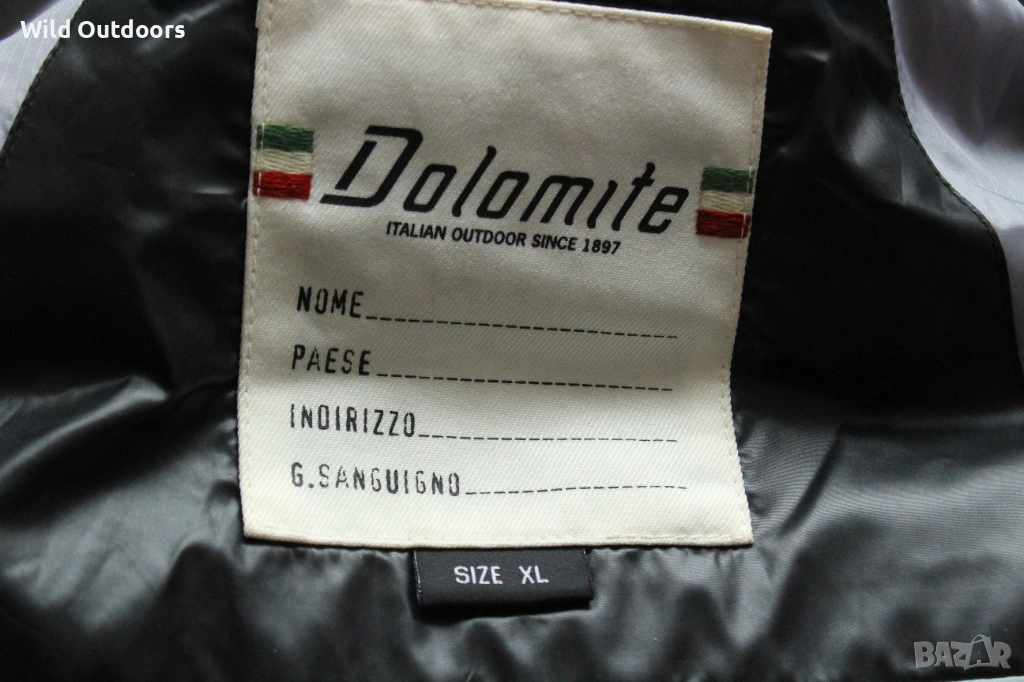 Wild Outdoors
Dolomite
ITALIAN OUTDOOR SINCE 1897
NOME
PAESE
INDIRIZZO
G.SANGUIGNO
SIZE XL
BAZAR